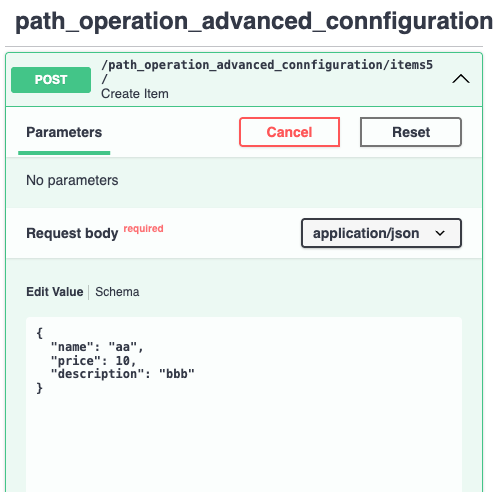 path_operation_advanced_connfiguration
POST
/path_operation_advanced_connfiguration/items5
/
Create Item
Parameters
Cancel
Reset
No parameters
Request body required
application/json
Edit Value
Schema
{
"name": "aa",
"price": 10,
"description": "bbb"
}